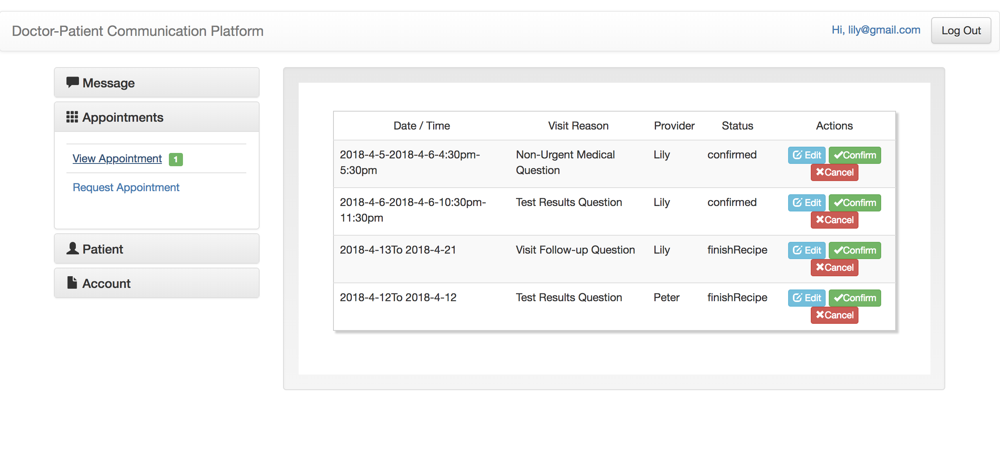 Doctor-Patient Communication Platform
Hi, lily@gmail.com
Log Out
Message
Appointments
View Appointment 1
Request Appointment
Patient
Account
Date / Time Visit Reason Provider Status Actions
2018-4-5-2018-4-6-4:30pm-
5:30pm
Non-Urgent Medical
Question
Lily
confirmed
Edit Confirm
Cancel
2018-4-6-2018-4-6-10:30pm-
11:30pm
Test Results Question
Lily
confirmed
Edit Confirm
Cancel
2018-4-13To 2018-4-21
Visit Follow-up Question
Lily
finishRecipe
Edit Confirm
Cancel
2018-4-12To 2018-4-12
Test Results Question
Peter
finishRecipe
Edit Confirm
Cancel